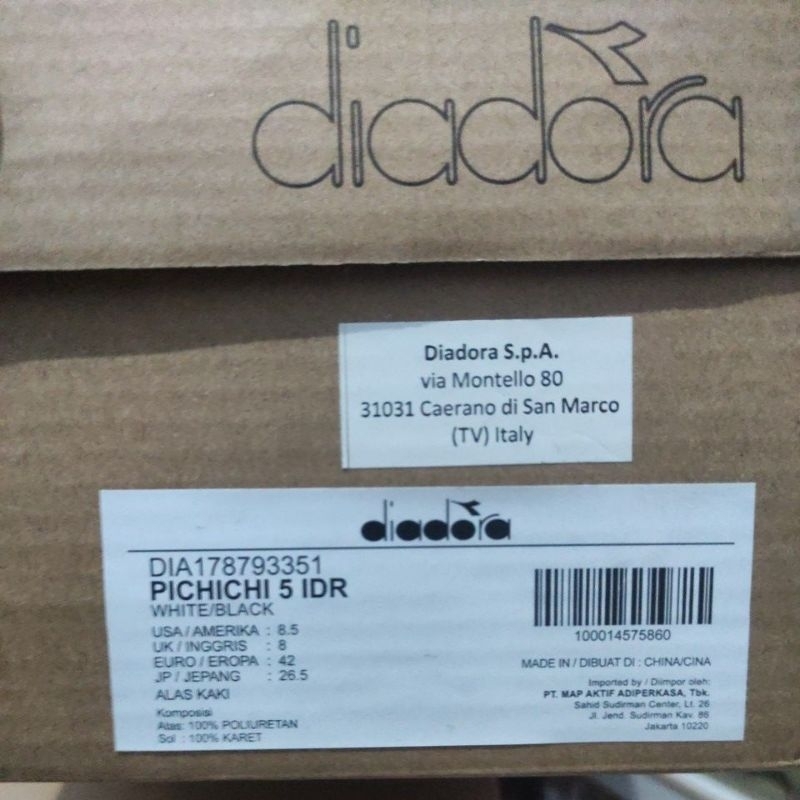 diadora
Diadora S.p.A.
via Montello 80
31031 Caerano di San Marco
(TV) Italy
diadora
DIA178793351
PICHICHI 5 IDR
WHITE/BLACK
USA / AMERIKA : 8.5
UK / INGGRIS : 8
EURO / EROPA : 42
JP / JEPANG : 26.5
ALAS KAKI
Komposisi
Atas: 100% POLIURETAN
Sol : 100% KARET
100014575860
MADE IN / DIBUAT DI : CHINA/CINA
Imported by / Diimpor oleh:
PT. MAP AKTIF ADIPERKASA, Tbk.
Sahid Sudirman Center, Lt. 26
Jl. Jend. Sudirman Kav. 86
Jakarta 10220